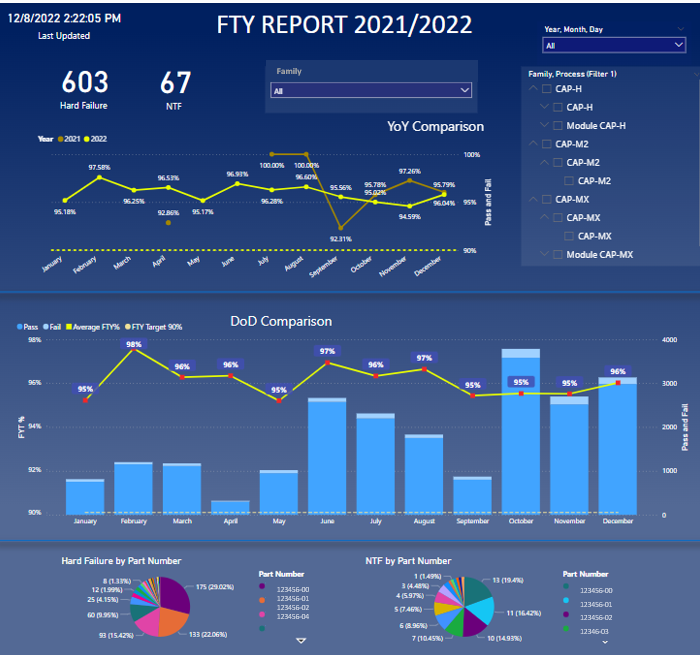 12/8/2022 2:22:05 PM
Last Updated
FTY REPORT 2021/2022
Year, Month, Day
All
603
Hard Failure
67
NTF
Family
All
Family, Process (Filter 1)
CAP-H
CAP-H
Module CAP-H
CAP-M2
CAP-M2
CAP-M2
CAP-MX
CAP-MX
CAP-MX
Module CAP-MX
YoY Comparison
Year 2021 2022
100%
95%
90%
Pass and Fail
95.18%
97.58%
96.25%
96.53%
92.86%
95.17%
96.93%
100.00%
96.28%
100.00%
96.60%
95.56%
92.31%
95.78%
95.02%
97.26%
94.59%
95.79%
96.04%
January February March April May June July August September October November December
DoD Comparison
Pass Fail Average FTY% FTY Target 90%
98%
96%
94%
92%
90%
FYT %
95% 98% 96% 96% 95% 97% 96% 97% 95% 95% 95% 96%
4000
3000
2000
1000
0
Pass and Fail
January February March April May June July August September October November December
Hard Failure by Part Number
8 (1.33%)
12 (1.99%)
25 (4.15%)
60 (9.95%)
93 (15.42%)
175 (29.02%)
133 (22.06%)
Part Number
123456-00
123456-01
123456-02
123456-04
NTF by Part Number
1 (1.49%)
3 (4.48%)
4 (5.97%)
5 (7.46%)
6 (8.96%)
7 (10.45%)
13 (19.4%)
11 (16.42%)
10 (14.93%)
Part Number
123456-00
123456-01
123456-02
12346-03